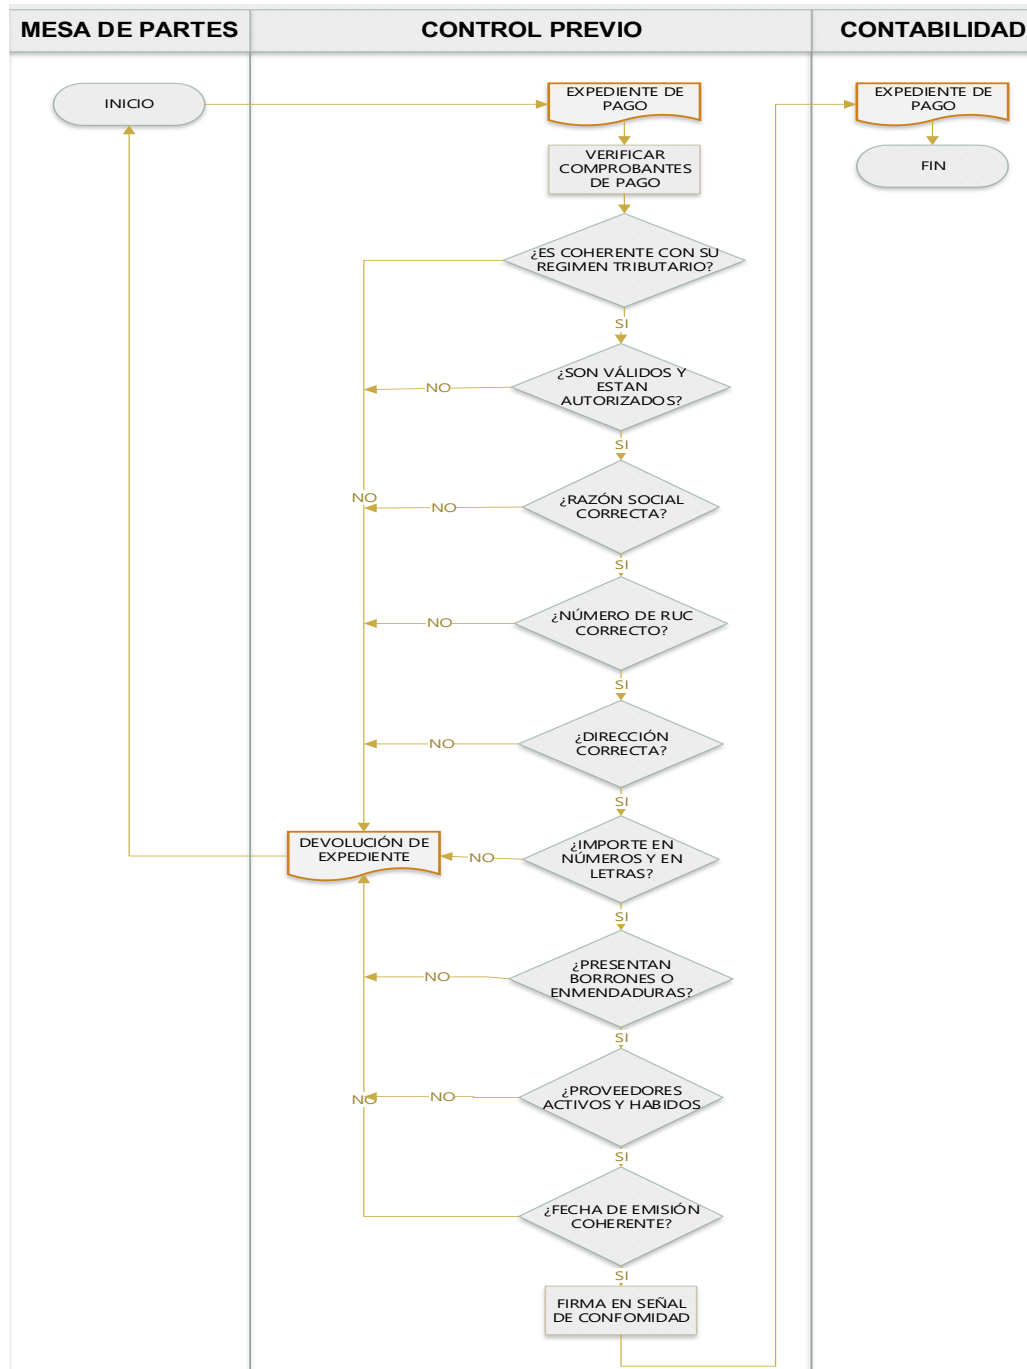 MESA DE PARTES
CONTROL PREVIO
CONTABILIDAD
INICIO
EXPEDIENTE DE
PAGO
EXPEDIENTE DE
PAGO
VERIFICAR
COMPROBANTES
DE PAGO
FIN
¿ES COHERENTE CON SU
REGIMEN TRIBUTARIO?
SI
¿SON VÁLIDOS Y
ESTAN
AUTORIZADOS?
NO
SI
NO
¿RAZÓN SOCIAL
CORRECTA?
NO
SI
¿NÚMERO DE RUC
CORRECTO?
NO
SI
¿DIRECCIÓN
CORRECTA?
NO
SI
DEVOLUCIÓN DE
EXPEDIENTE
NO
¿IMPORTE EN
NÚMEROS Y EN
LETRAS?
SI
¿PRESENTAN
BORRONES O
ENMENDADURAS?
NO
SI
¿PROVEEDORES
ACTIVOS Y HABIDOS
NO
NO
SI
¿FECHA DE EMISIÓN
COHERENTE?
SI
FIRMA EN SEÑAL
DE CONFOMIDAD